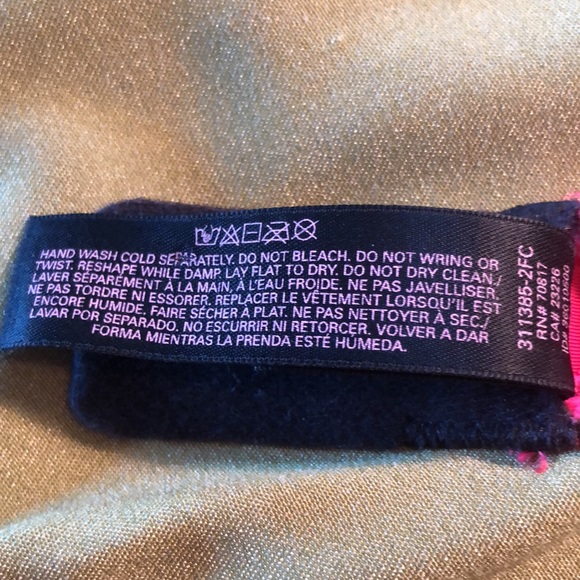 HAND WASH COLD SEPARATELY. DO NOT BLEACH. DO NOT WRING OR
TWIST. RESHAPE WHILE DAMP. LAY FLAT TO DRY. DO NOT DRY CLEAN./
LAVER SÉPARÉMENT À LA MAIN, À L'EAU FROIDE. NE PAS JAVELLISER.
NE PAS TORDRE NI ESSORER. REPLACER LE VÊTEMENT LORSQU'IL EST
ENCORE HUMIDE. FAIRE SÉCHER À PLAT. NE PAS NETTOYER À SEC./
LAVAR POR SEPARADO. NO ESCURRIR NI RETORCER. VOLVER A DAR
FORMA MIENTRAS LA PRENDA ESTÉ HÚMEDA.
311385-2FC
RN# 70817
CA# 23226